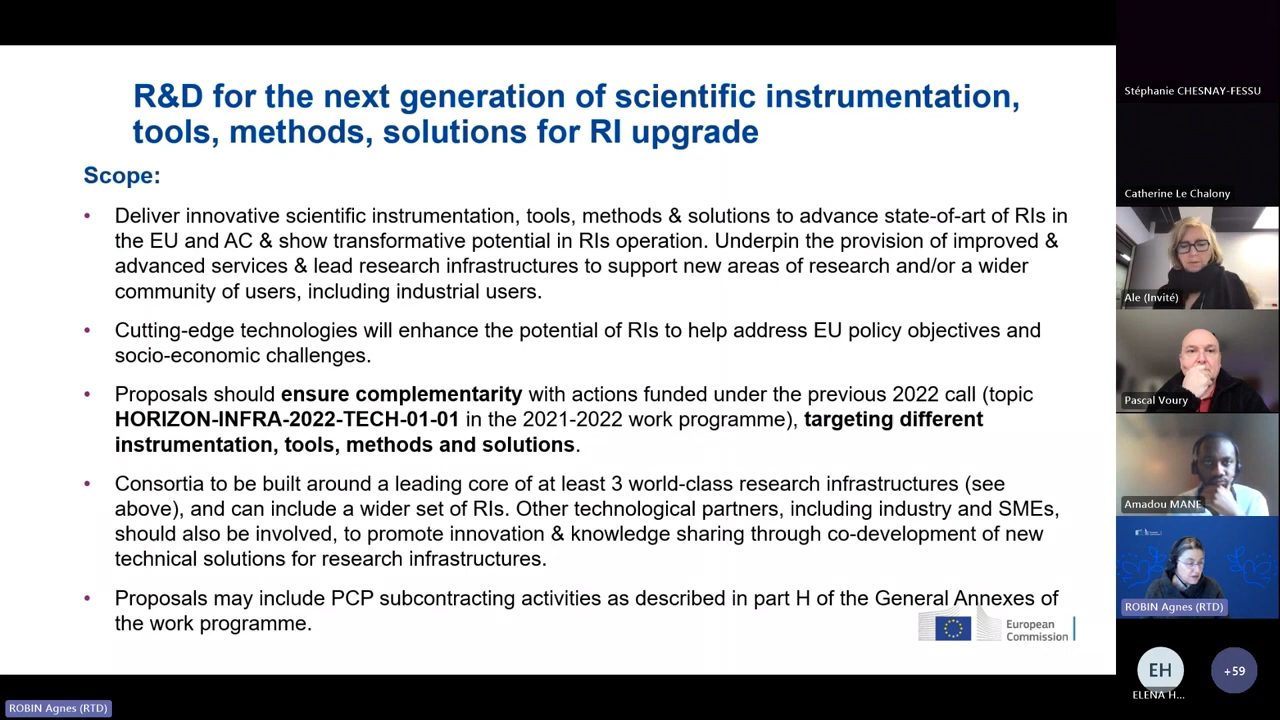 R&D for the next generation of scientific instrumentation,
tools, methods, solutions for RI upgrade
Scope:
• Deliver innovative scientific instrumentation, tools, methods & solutions to advance state-of-art of RIs in
the EU and AC & show transformative potential in RIs operation. Underpin the provision of improved &
advanced services & lead research infrastructures to support new areas of research and/or a wider
community of users, including industrial users.
• Cutting-edge technologies will enhance the potential of RIs to help address EU policy objectives and
socio-economic challenges.
• Proposals should ensure complementarity with actions funded under the previous 2022 call (topic
HORIZON-INFRA-2022-TECH-01-01 in the 2021-2022 work programme), targeting different
instrumentation, tools, methods and solutions.
• Consortia to be built around a leading core of at least 3 world-class research infrastructures (see
above), and can include a wider set of RIs. Other technological partners, including industry and SMEs,
should also be involved, to promote innovation & knowledge sharing through co-development of new
technical solutions for research infrastructures.
• Proposals may include PCP subcontracting activities as described in part H of the General Annexes of
the work programme.
European
Commission
Stéphanie CHESNAY-FESSU
Catherine Le Chalony
Ale (Invité)
Pascal Voury
Amadou MANE
ROBIN Agnes (RTD)
EH
ELENA H...
+59
ROBIN Agnes (RTD)